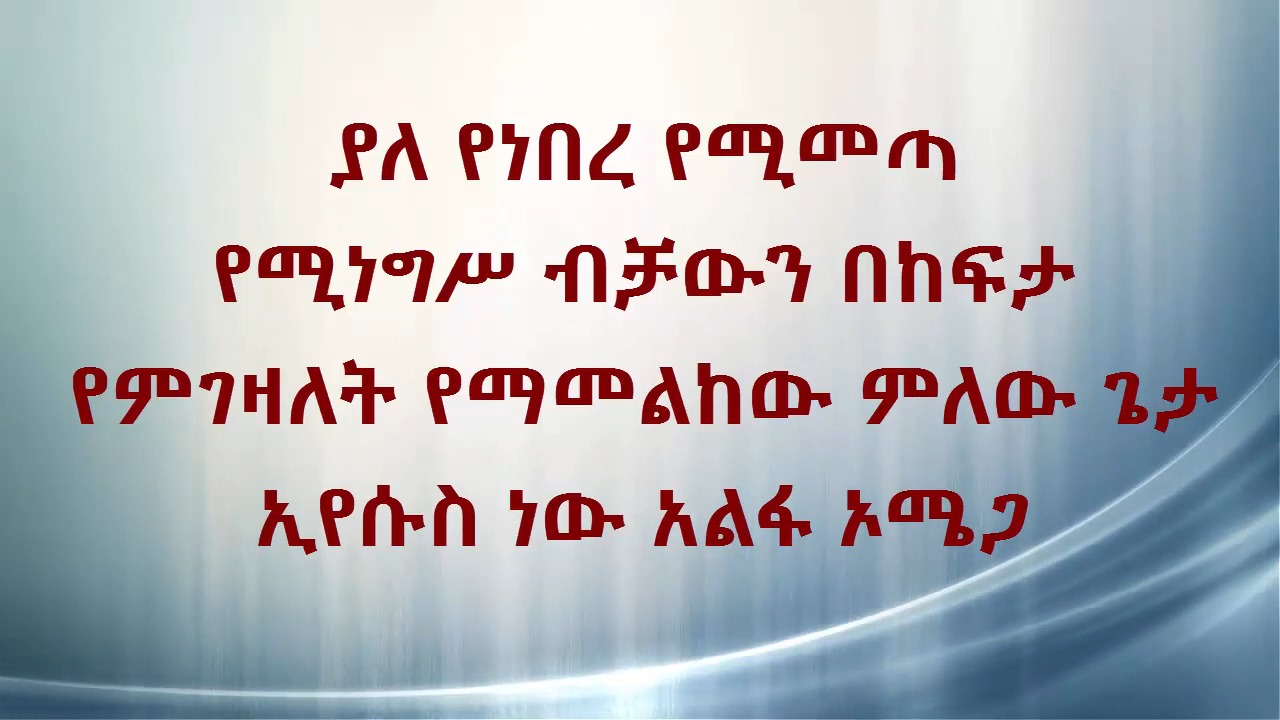 ያለ የነበረ የሚመጣ
የሚነግሥ ብቻውን በከፍታ
የምገዛለት የማመልከው ምለው ጌታ
ኢየሱስ ነው አልፋ ኦሜጋ